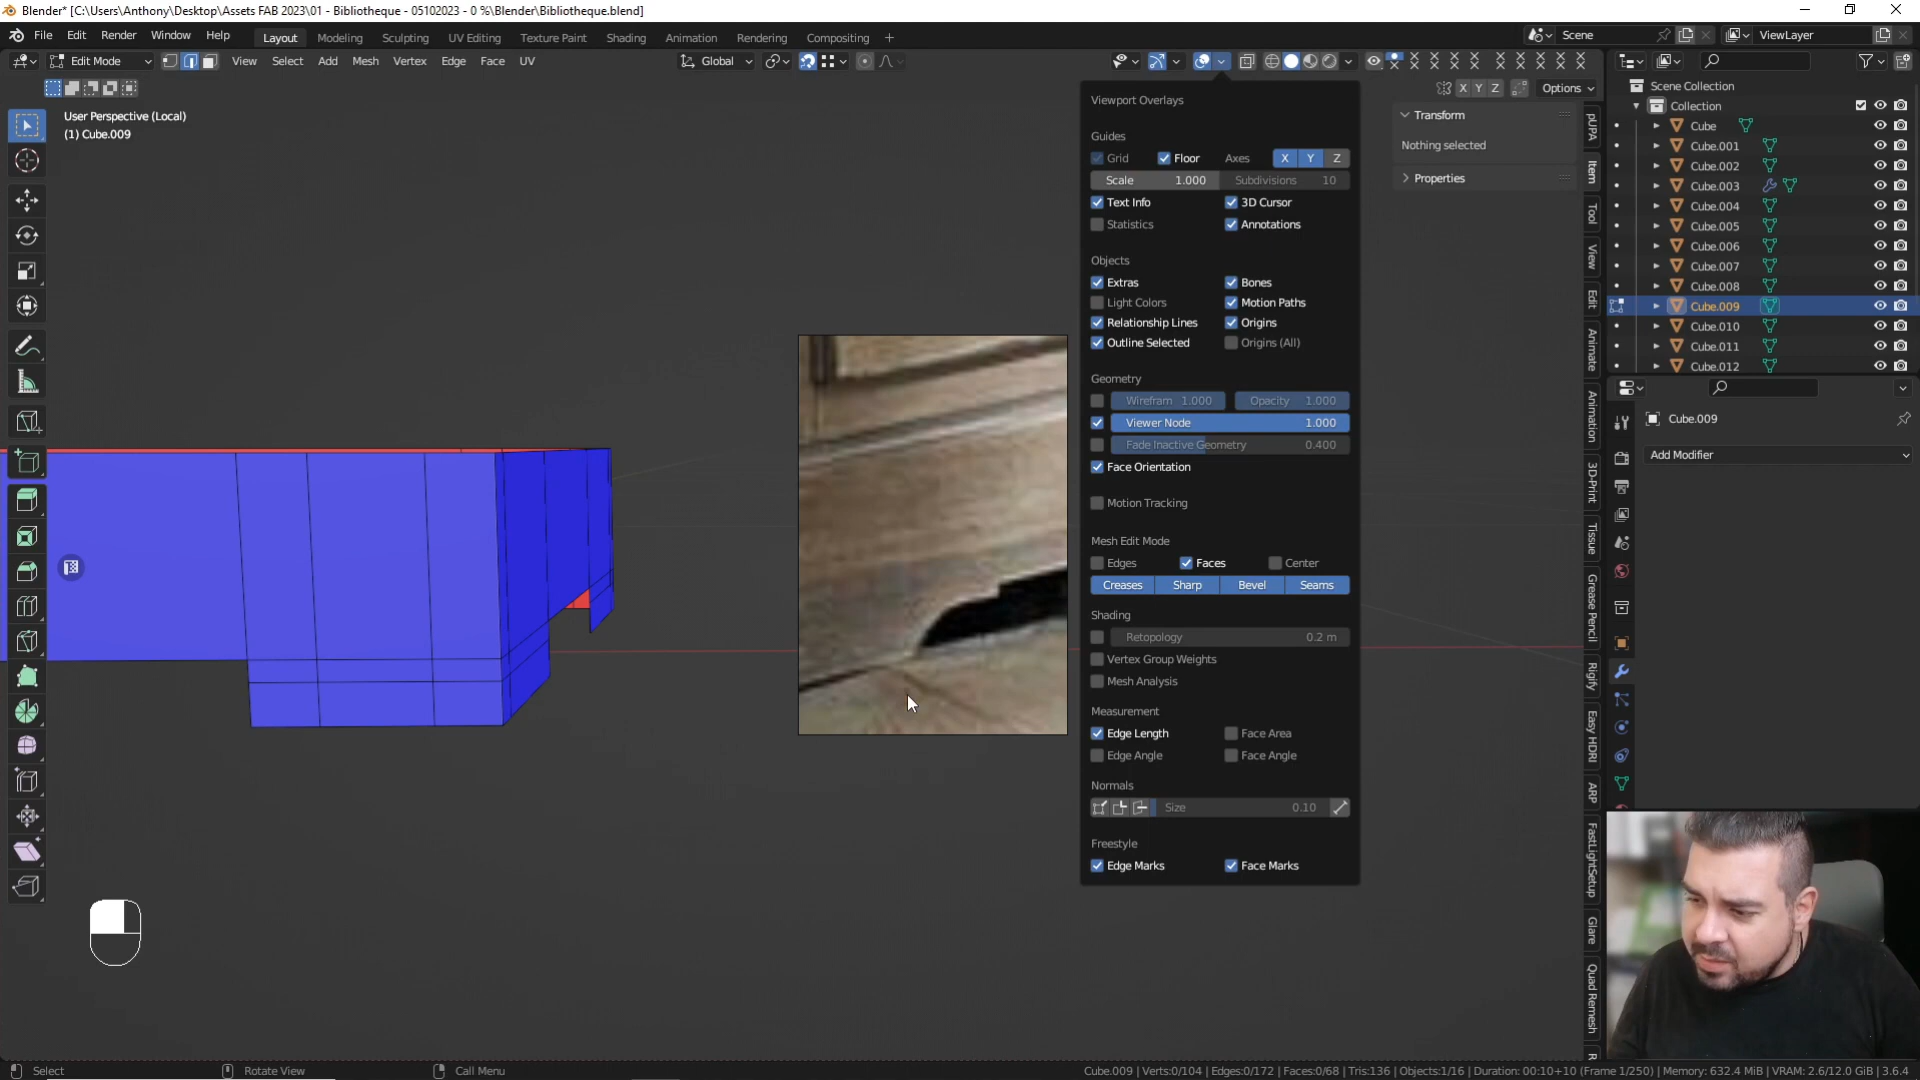 Blender* [C:\Users\Anthony\Desktop\Assets FAB 2023\01 - Bibliotheque - 05102023 - 0 %\Blender\Bibliotheque.blend]
File Edit Render Window Help Layout Modeling Sculpting UV Editing Texture Paint Shading Animation Rendering Compositing + Scene ViewLayer
Edit Mode View Select Add Mesh Vertex Edge Face UV Global
X Y Z Options
User Perspective (Local)
(1) Cube.009
Viewport Overlays
Guides
Grid Floor Axes X Y Z
Scale 1.000 Subdivisions 10
Text Info 3D Cursor
Statistics Annotations
Objects
Extras Bones
Light Colors Motion Paths
Relationship Lines Origins
Outline Selected Origins (All)
Geometry
Wirefram 1.000 Opacity 1.000
Viewer Node 1.000
Fade Inactive Geometry 0.400
Face Orientation
Motion Tracking
Mesh Edit Mode
Edges Faces Center
Creases Sharp Bevel Seams
Shading
Retopology 0.2 m
Vertex Group Weights
Mesh Analysis
Measurement
Edge Length Face Area
Edge Angle Face Angle
Normals
Size 0.10
Freestyle
Edge Marks Face Marks
Transform
Nothing selected
Properties
pUPA
Item
Tool
View
Edit
Animate
Animation
3D-Print
Tissue
Grease Pencil
Rigify
Easy HDRI
ARP
FastLightSetup
Glare
Quad Remesh
R
Scene Collection
Collection
Cube
Cube.001
Cube.002
Cube.003
Cube.004
Cube.005
Cube.006
Cube.007
Cube.008
Cube.009
Cube.010
Cube.011
Cube.012
Cube.009
Add Modifier
Select Rotate View Call Menu Cube.009 | Verts:0/104 | Edges:0/172 | Faces:0/68 | Tris:136 | Objects:1/16 | Duration: 00:10+10 (Frame 1/250) | Memory: 632.4 MiB | VRAM: 2.6/12.0 GiB | 3.6.4